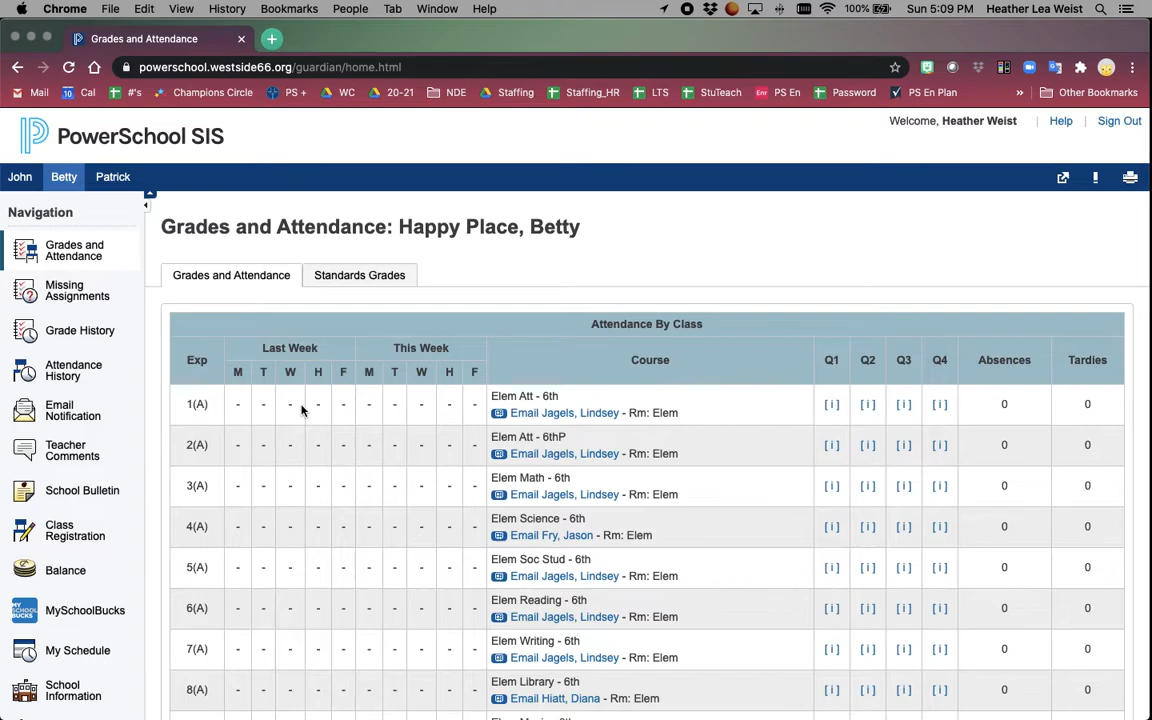 Chrome File Edit View History Bookmarks People Tab Window Help 100% Sun 5:09 PM Heather Lea Weist
Grades and Attendance
powerschool.westside66.org/guardian/home.html
Mail Cal #'s Champions Circle PS + WC 20-21 NDE Staffing Staffing_HR LTS StuTeach PS En Password PS En Plan » Other Bookmarks
PowerSchool SIS
Welcome, Heather Weist Help Sign Out
John Betty Patrick
Navigation
Grades and
Attendance
Missing
Assignments
Grade History
Attendance
History
Email
Notification
Teacher
Comments
School Bulletin
Class
Registration
Balance
MY SCHOOL BUCKS
MySchoolBucks
My Schedule
School
Information
Grades and Attendance: Happy Place, Betty
Grades and Attendance Standards Grades
Attendance By Class
Exp Last Week This Week Course Q1 Q2 Q3 Q4 Absences Tardies
M T W H F M T W H F
1(A) - - - - - - - - - - Elem Att - 6th [ i ] [ i ] [ i ] [ i ] 0 0
Email Jagels, Lindsey - Rm: Elem
2(A) - - - - - - - - - - Elem Att - 6thP [ i ] [ i ] [ i ] [ i ] 0 0
Email Jagels, Lindsey - Rm: Elem
3(A) - - - - - - - - - - Elem Math - 6th [ i ] [ i ] [ i ] [ i ] 0 0
Email Jagels, Lindsey - Rm: Elem
4(A) - - - - - - - - - - Elem Science - 6th [ i ] [ i ] [ i ] [ i ] 0 0
Email Fry, Jason - Rm: Elem
5(A) - - - - - - - - - - Elem Soc Stud - 6th [ i ] [ i ] [ i ] [ i ] 0 0
Email Jagels, Lindsey - Rm: Elem
6(A) - - - - - - - - - - Elem Reading - 6th [ i ] [ i ] [ i ] [ i ] 0 0
Email Jagels, Lindsey - Rm: Elem
7(A) - - - - - - - - - - Elem Writing - 6th [ i ] [ i ] [ i ] [ i ] 0 0
Email Jagels, Lindsey - Rm: Elem
8(A) - - - - - - - - - - Elem Library - 6th [ i ] [ i ] [ i ] [ i ] 0 0
Email Hiatt, Diana - Rm: Elem